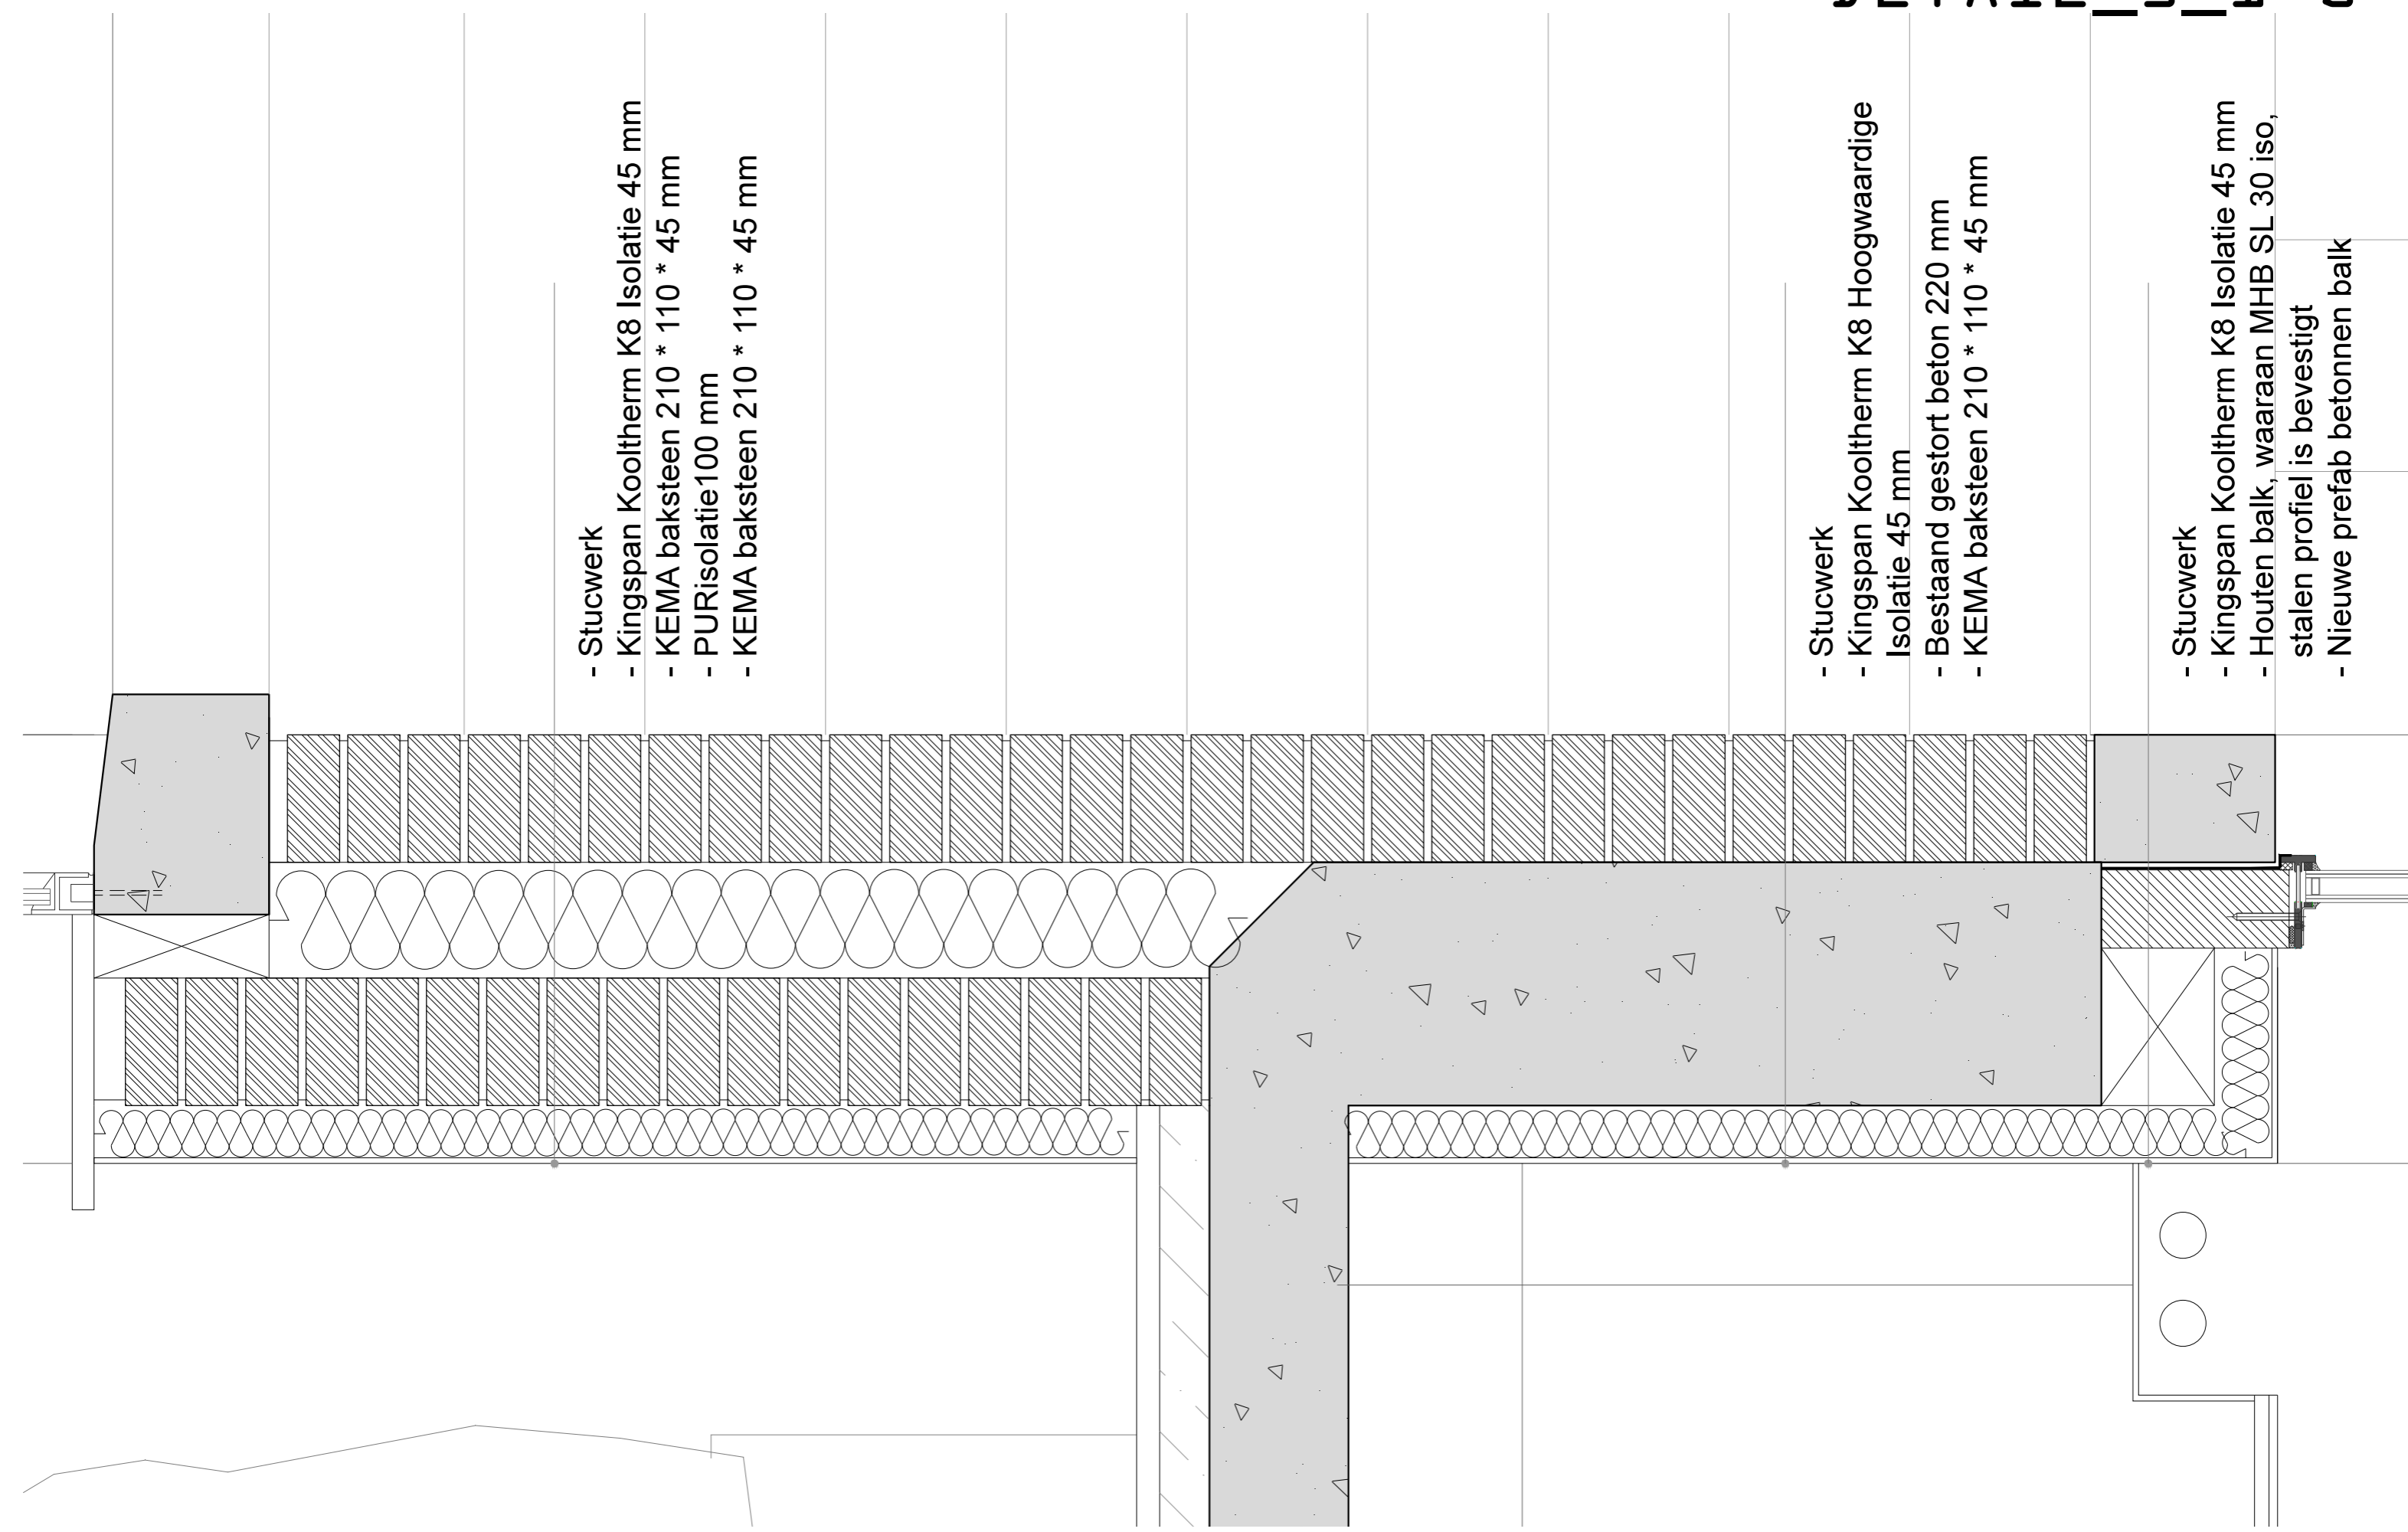 - Stucwerk
- Kingspan Kooltherm K8 Isolatie 45 mm
- KEMA baksteen 210 * 110 * 45 mm
- PURisolatie100 mm
- KEMA baksteen 210 * 110 * 45 mm
- Stucwerk
- Kingspan Kooltherm K8 Hoogwaardige
Isolatie 45 mm
- Bestaand gestort beton 220 mm
- KEMA baksteen 210 * 110 * 45 mm
- Stucwerk
- Kingspan Kooltherm K8 Isolatie 45 mm
- Houten balk, waaraan MHB SL 30 iso,
stalen profiel is bevestigt
- Nieuwe prefab betonnen balk